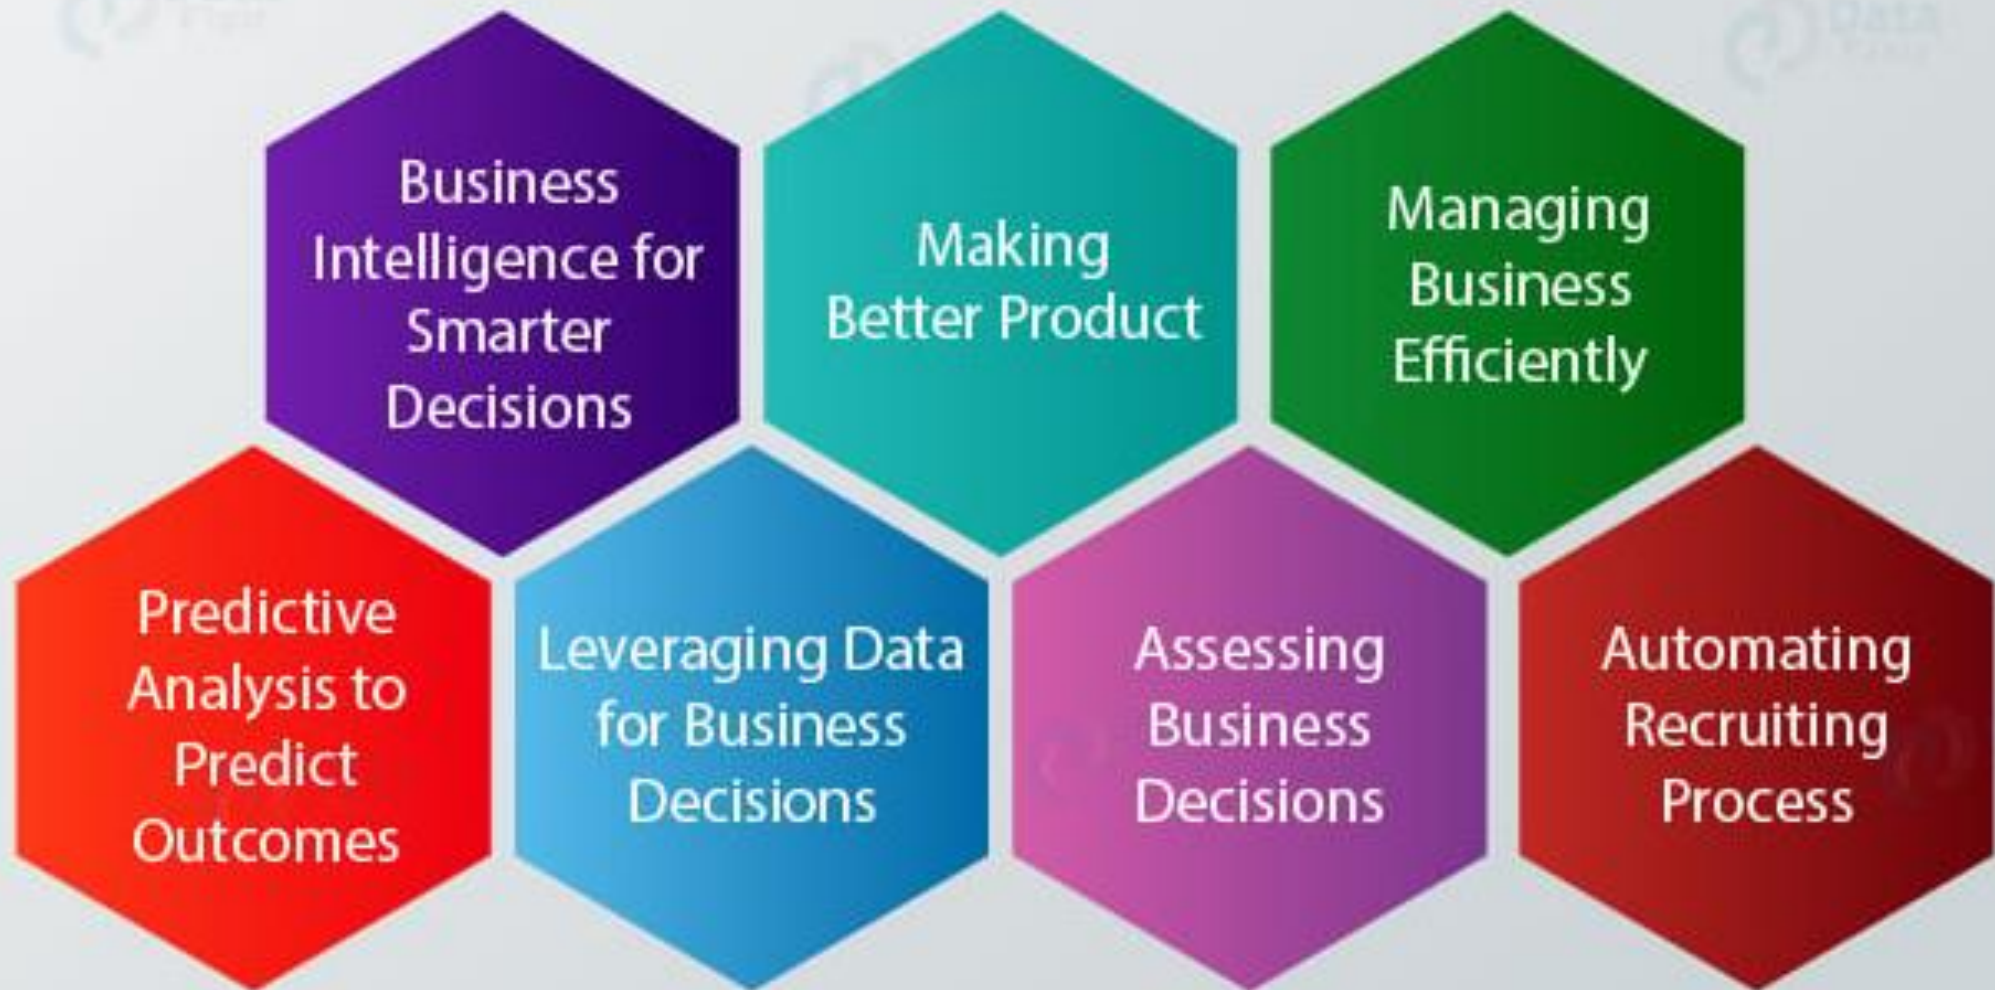 Business
Intelligence for
Smarter
Decisions
Making
Better Product
Managing
Business
Efficiently
Predictive
Analysis to
Predict
Outcomes
Leveraging Data
for Business
Decisions
Assessing
Business
Decisions
Automating
Recruiting
Process
Data